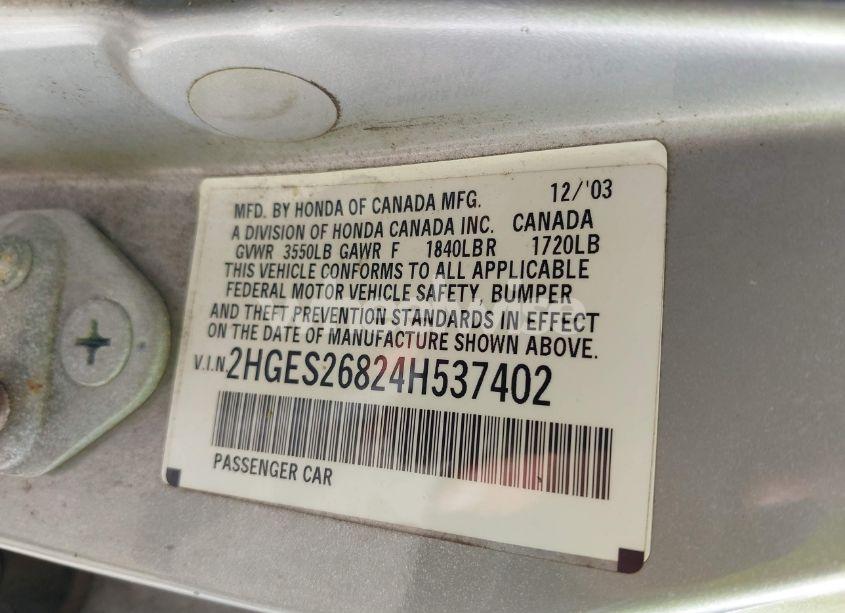 MFD. BY HONDA OF CANADA MFG. 12/'03
A DIVISION OF HONDA CANADA INC. CANADA
GVWR 3550LB GAWR F 1840LB R 1720LB
THIS VEHICLE CONFORMS TO ALL APPLICABLE
FEDERAL MOTOR VEHICLE SAFETY, BUMPER
AND THEFT PREVENTION STANDARDS IN EFFECT
ON THE DATE OF MANUFACTURE SHOWN ABOVE.
V.I.N. 2HGES26824H537402
PASSENGER CAR